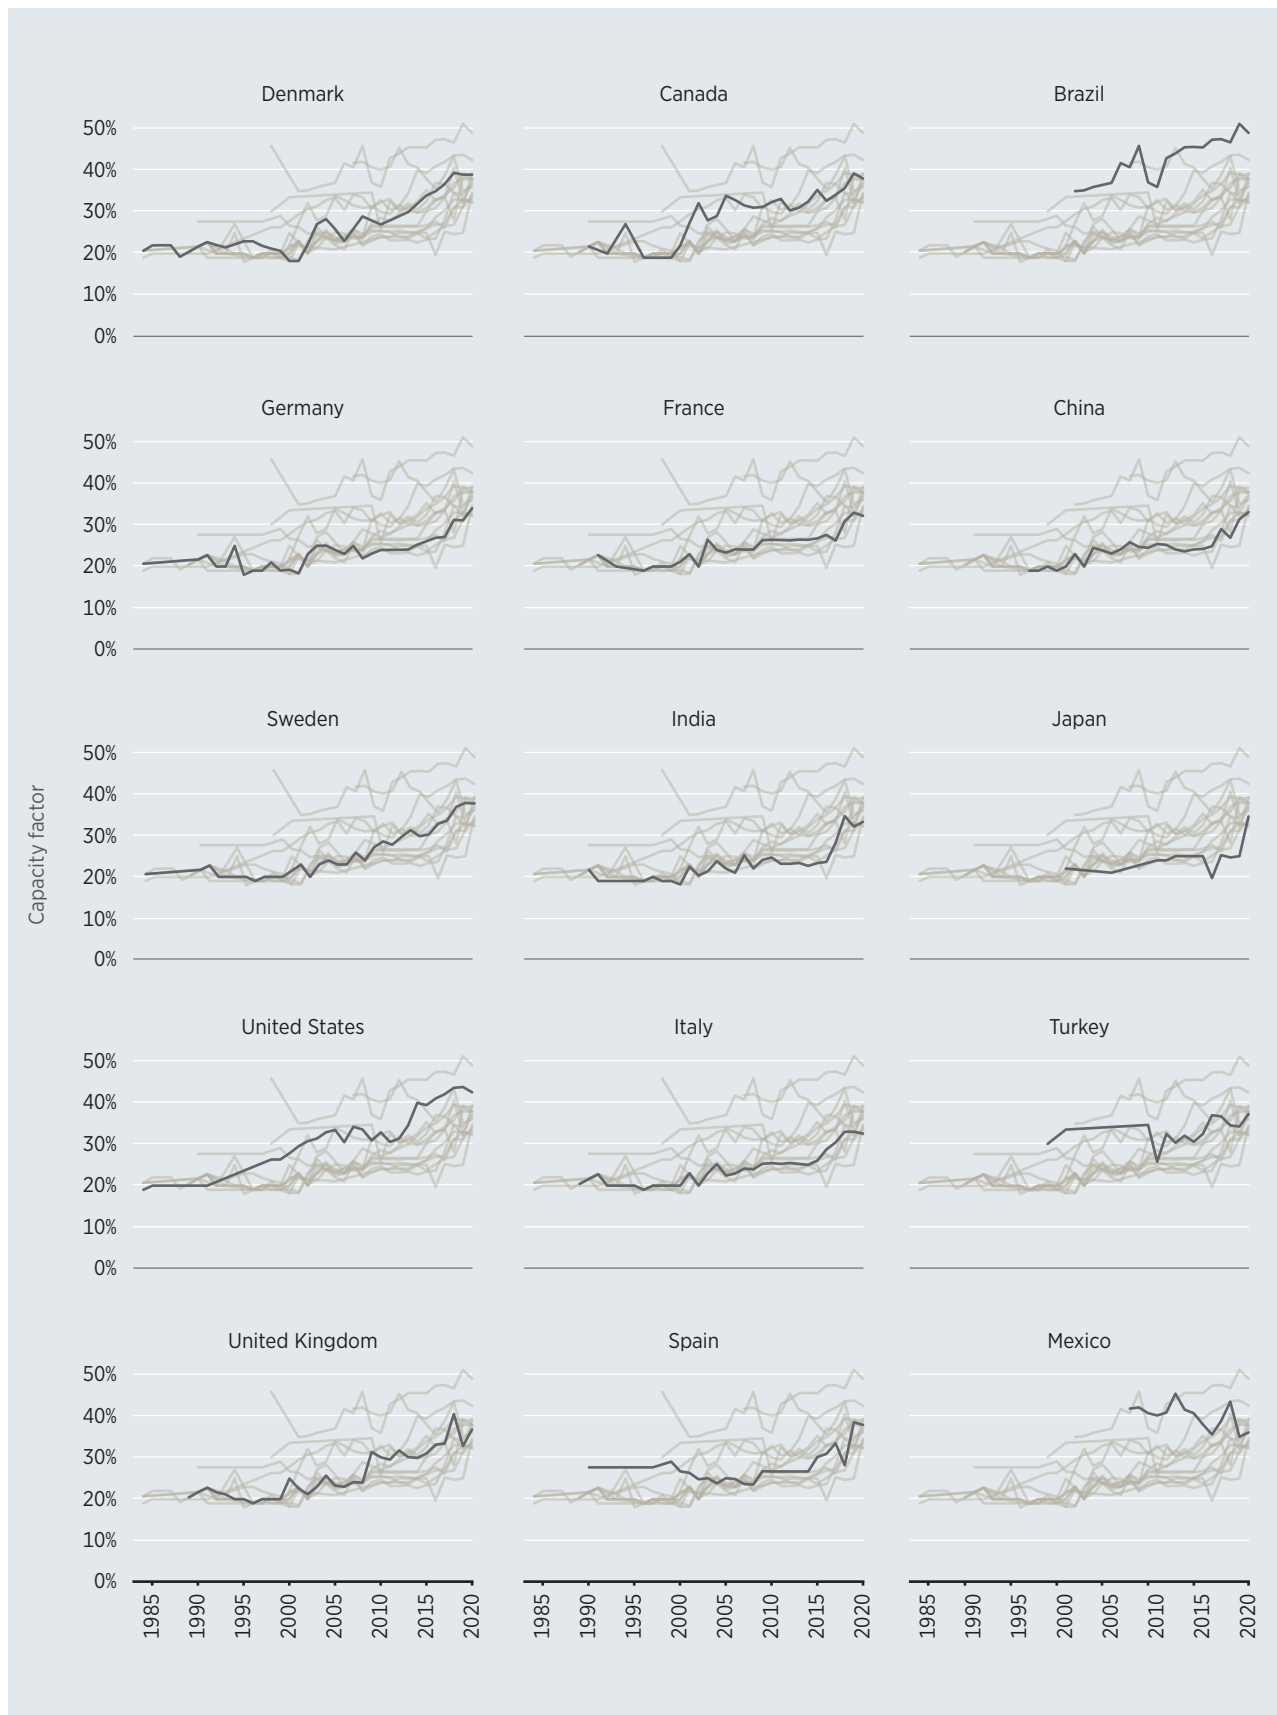 Denmark
Canada
Brazil
50%
40%
30%
20%
10%
0%
Germany
France
China
50%
40%
30%
20%
10%
0%
Sweden
India
Japan
50%
40%
30%
20%
10%
0%
Capacity factor
United States
Italy
Turkey
50%
40%
30%
20%
10%
0%
United Kingdom
Spain
Mexico
50%
40%
30%
20%
10%
0%
1985 1990 1995 2000 2005 2010 2015 2020
1985 1990 1995 2000 2005 2010 2015 2020
1985 1990 1995 2000 2005 2010 2015 2020